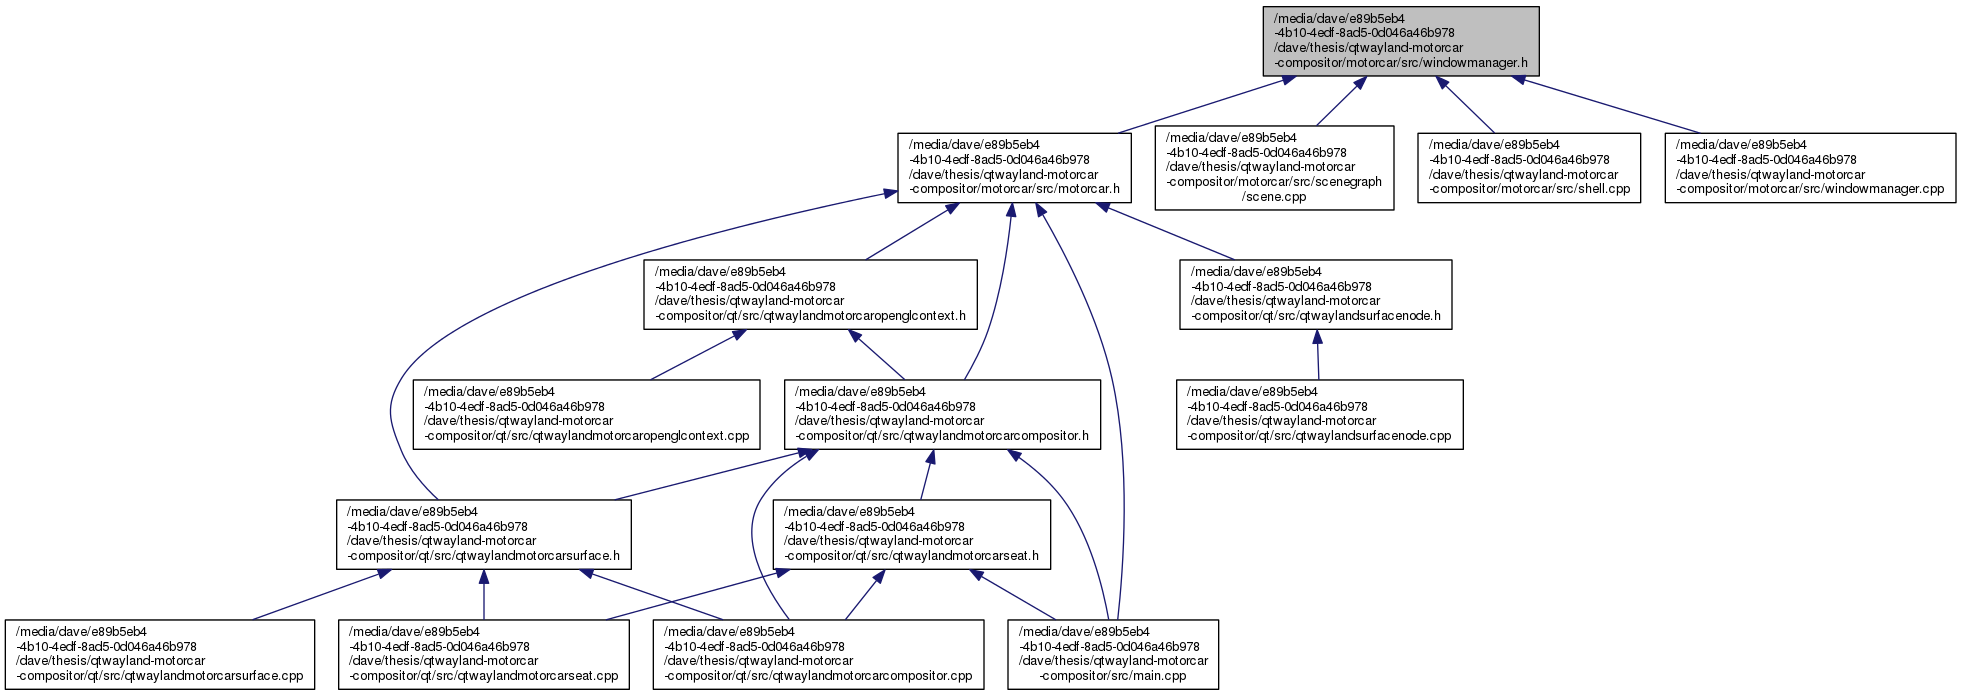 /media/dave/e89b5eb4
-4b10-4edf-8ad5-0d046a46b978
/dave/thesis/qtwayland-motorcar
-compositor/motorcar/src/windowmanager.h
/media/dave/e89b5eb4
-4b10-4edf-8ad5-0d046a46b978
/dave/thesis/qtwayland-motorcar
-compositor/motorcar/src/motorcar.h
/media/dave/e89b5eb4
-4b10-4edf-8ad5-0d046a46b978
/dave/thesis/qtwayland-motorcar
-compositor/motorcar/src/scenegraph
/scene.cpp
/media/dave/e89b5eb4
-4b10-4edf-8ad5-0d046a46b978
/dave/thesis/qtwayland-motorcar
-compositor/motorcar/src/shell.cpp
/media/dave/e89b5eb4
-4b10-4edf-8ad5-0d046a46b978
/dave/thesis/qtwayland-motorcar
-compositor/motorcar/src/windowmanager.cpp
/media/dave/e89b5eb4
-4b10-4edf-8ad5-0d046a46b978
/dave/thesis/qtwayland-motorcar
-compositor/qt/src/qtwaylandmotorcaropenglcontext.h
/media/dave/e89b5eb4
-4b10-4edf-8ad5-0d046a46b978
/dave/thesis/qtwayland-motorcar
-compositor/qt/src/qtwaylandsurfacenode.h
/media/dave/e89b5eb4
-4b10-4edf-8ad5-0d046a46b978
/dave/thesis/qtwayland-motorcar
-compositor/qt/src/qtwaylandmotorcaropenglcontext.cpp
/media/dave/e89b5eb4
-4b10-4edf-8ad5-0d046a46b978
/dave/thesis/qtwayland-motorcar
-compositor/qt/src/qtwaylandmotorcarcompositor.h
/media/dave/e89b5eb4
-4b10-4edf-8ad5-0d046a46b978
/dave/thesis/qtwayland-motorcar
-compositor/qt/src/qtwaylandsurfacenode.cpp
/media/dave/e89b5eb4
-4b10-4edf-8ad5-0d046a46b978
/dave/thesis/qtwayland-motorcar
-compositor/qt/src/qtwaylandmotorcarsurface.h
/media/dave/e89b5eb4
-4b10-4edf-8ad5-0d046a46b978
/dave/thesis/qtwayland-motorcar
-compositor/qt/src/qtwaylandmotorcarseat.h
/media/dave/e89b5eb4
-4b10-4edf-8ad5-0d046a46b978
/dave/thesis/qtwayland-motorcar
-compositor/qt/src/qtwaylandmotorcarsurface.cpp
/media/dave/e89b5eb4
-4b10-4edf-8ad5-0d046a46b978
/dave/thesis/qtwayland-motorcar
-compositor/qt/src/qtwaylandmotorcarseat.cpp
/media/dave/e89b5eb4
-4b10-4edf-8ad5-0d046a46b978
/dave/thesis/qtwayland-motorcar
-compositor/qt/src/qtwaylandmotorcarcompositor.cpp
/media/dave/e89b5eb4
-4b10-4edf-8ad5-0d046a46b978
/dave/thesis/qtwayland-motorcar
-compositor/src/main.cpp